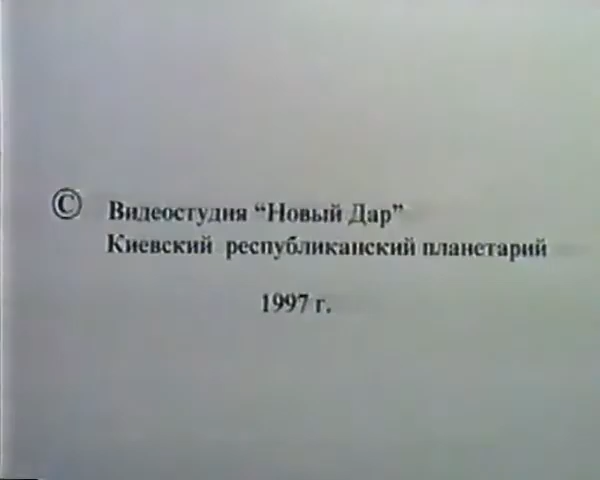 © Видеостудия “Новый Дар”
Киевский республиканский планетарий
1997 г.